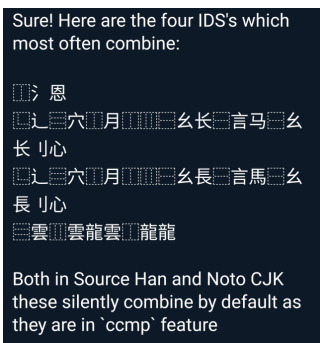 Sure! Here are the four IDS's which
most often combine:
⿰氵恩
⿺辶⿳穴⿰月⿰⿲⿱幺长⿱言马⿱幺
长刂心
⿺辶⿳穴⿰月⿰⿲⿱幺長⿱言馬⿱幺
長刂心
⿳雲⿲雲龍雲⿰龍龍
Both in Source Han and Noto CJK
these silently combine by default as
they are in `ccmp` feature